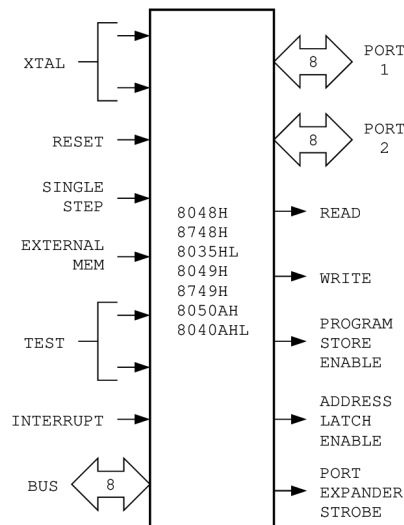 XTAL
RESET
SINGLE
STEP
EXTERNAL
MEM
TEST
INTERRUPT
BUS
8
8048H
8748H
8035HL
8049H
8749H
8050AH
8040AHL
8
PORT
1
8
PORT
2
READ
WRITE
PROGRAM
STORE
ENABLE
ADDRESS
LATCH
ENABLE
PORT
EXPANDER
STROBE